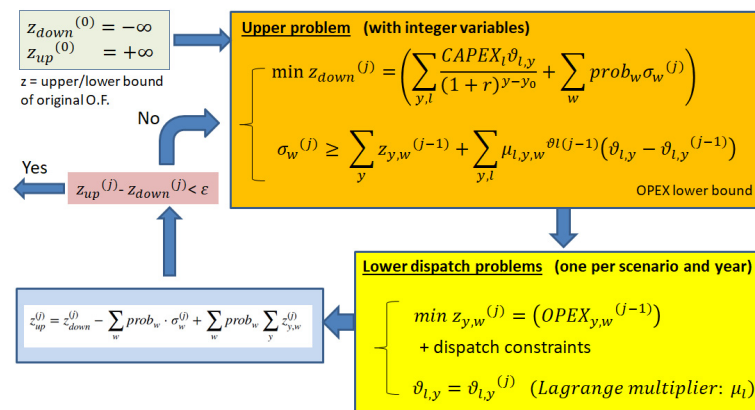 z_down^(0) = −∞
z_up^(0) = +∞
z = upper/lower bound
of original O.F.
Upper problem (with integer variables)
min z_down^(j) = (∑_{y,l} CAPEX_l ϑ_{l,y} / (1 + r)^{y−y_0} + ∑_w prob_w σ_w^(j))
σ_w^(j) ≥ ∑_y z_{y,w}^(j−1) + ∑_{y,l} μ_{l,y,w}^{ϑl(j−1)} (ϑ_{l,y} − ϑ_{l,y}^(j−1))
OPEX lower bound
No
Yes
z_up^(j) - z_down^(j) < ε
Lower dispatch problems (one per scenario and year)
min z_{y,w}^(j) = (OPEX_{y,w}^(j−1))
+ dispatch constraints
ϑ_{l,y} = ϑ_{l,y}^(j) (Lagrange multiplier: μ_l)
z_up^(j) = z_down^(j) − ∑_w prob_w · σ_w^(j) + ∑_w prob_w ∑_y z_{y,w}^(j)